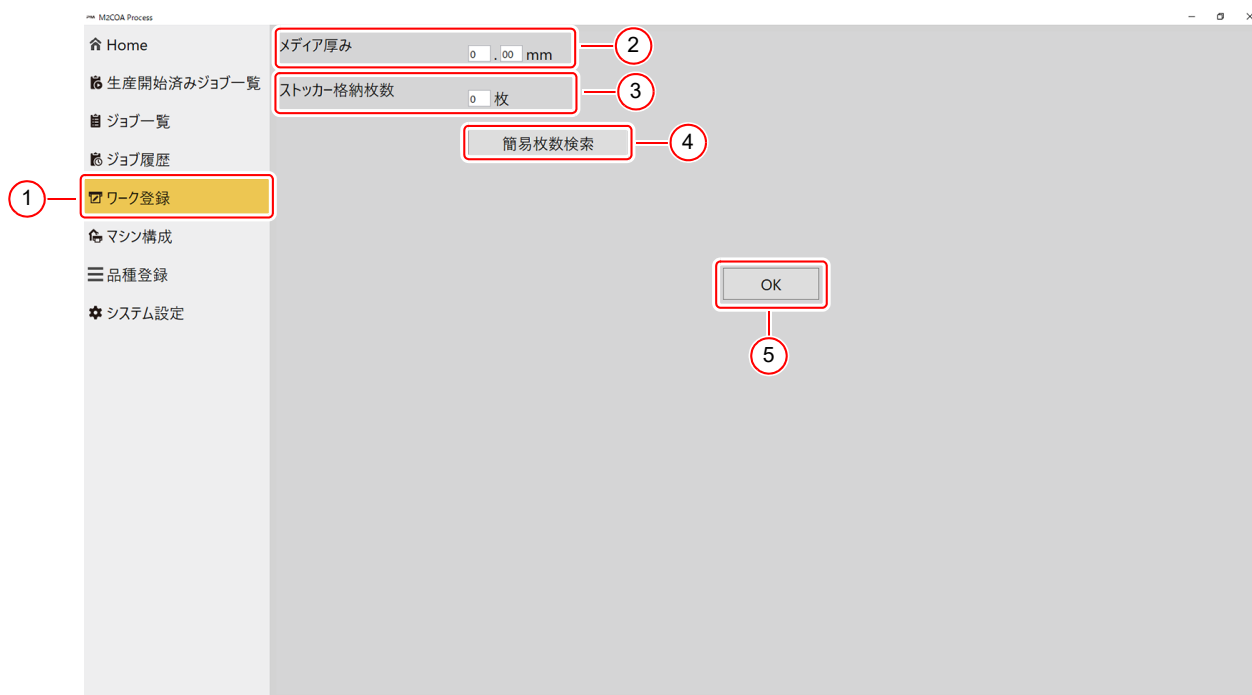 M2COA Process
Home
生産開始済みジョブ一覧
ジョブ一覧
ジョブ履歴
ワーク登録
マシン構成
品種登録
システム設定
メディア厚み
0 . 00 mm
ストッカー格納枚数
0 枚
簡易枚数検索
OK
1
2
3
4
5